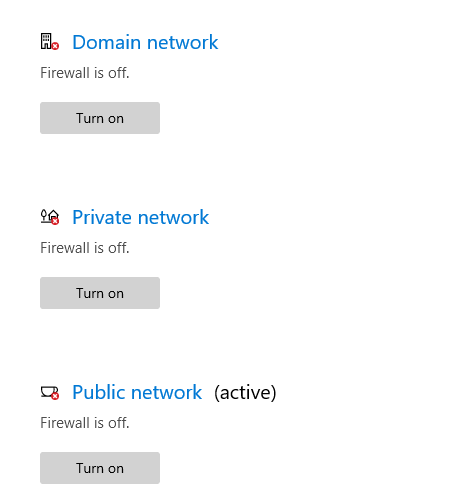 Domain network
Firewall is off.
Turn on
Private network
Firewall is off.
Turn on
Public network (active)
Firewall is off.
Turn on